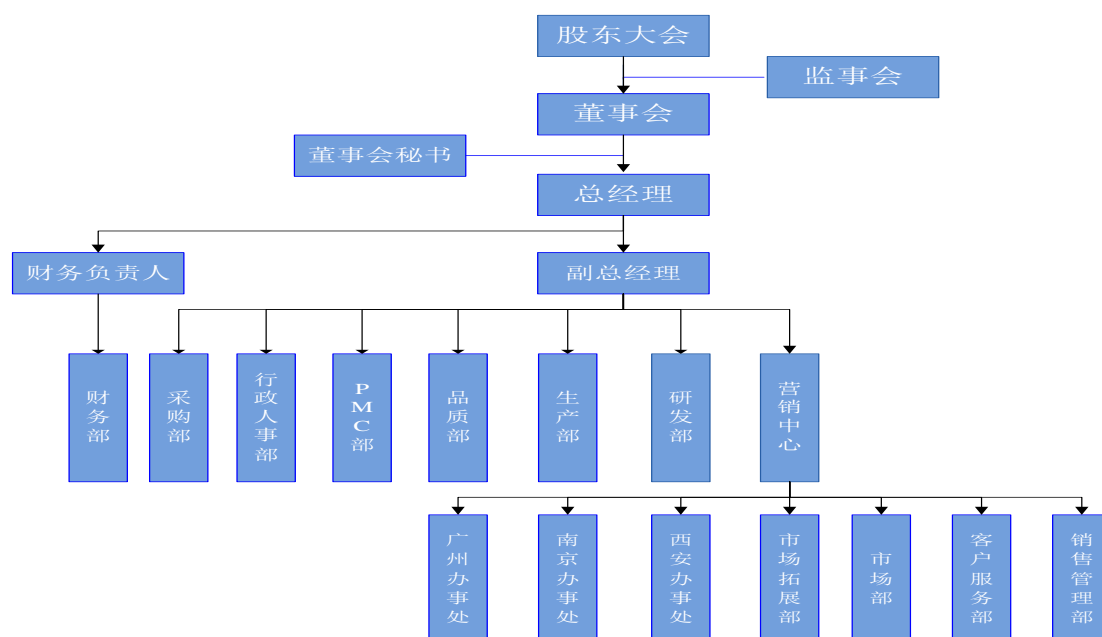 股东大会
监事会
董事会
董事会秘书
总经理
财务负责人
副总经理
财务部
采购部
行政人事部
PMC部
品质部
生产部
研发部
营销中心
广州办事处
南京办事处
西安办事处
市场拓展部
市场部
客户服务部
销售管理部